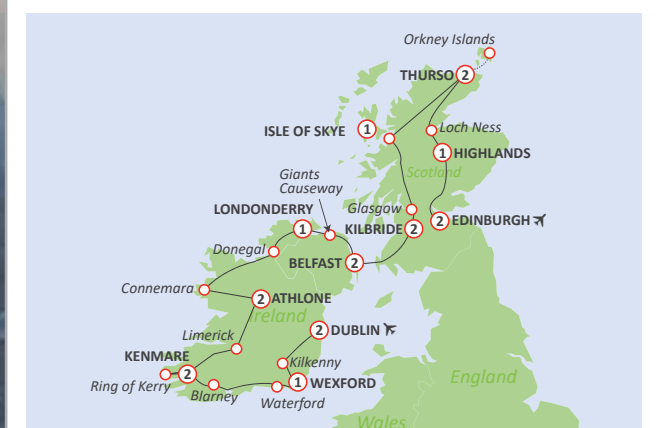 Orkney Islands
THURSO 2
Loch Ness
ISLE OF SKYE 1
1 HIGHLANDS
Scotland
Giants
Causeway
Glasgow
LONDONDERRY
1
KILBRIDE 2
2 EDINBURGH
Donegal
BELFAST 2
Connemara
2 ATHLONE
Ireland
2 DUBLIN
Limerick
KENMARE
2
Kilkenny
Ring of Kerry
Blarney
1 WEXFORD
Waterford
England
Wales